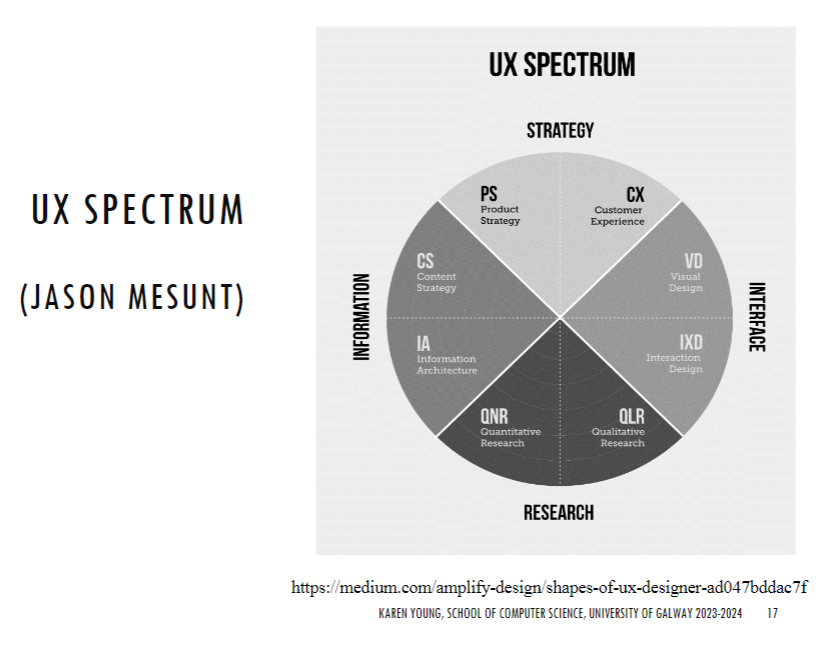 UX SPECTRUM
(JASON MESUNT)
UX SPECTRUM
STRATEGY
PS
Product
Strategy
CX
Customer
Experience
CS
Content
Strategy
VD
Visual
Design
INFORMATION
INTERFACE
IA
Information
Architecture
IXD
Interaction
Design
QNR
Quantitative
Research
QLR
Qualitative
Research
RESEARCH
https://medium.com/amplify-design/shapes-of-ux-designer-ad047bddac7f
KAREN YOUNG, SCHOOL OF COMPUTER SCIENCE, UNIVERSITY OF GALWAY 2023-2024 17